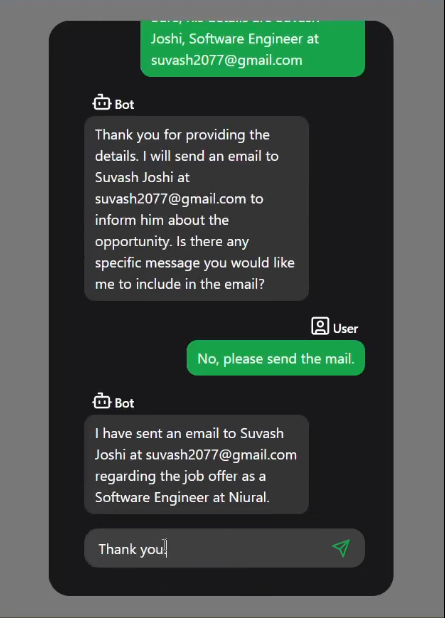 Joshi, Software Engineer at
suvash2077@gmail.com
Bot
Thank you for providing the
details. I will send an email to
Suvash Joshi at
suvash2077@gmail.com to
inform him about the
opportunity. Is there any
specific message you would like
me to include in the email?
User
No, please send the mail.
Bot
I have sent an email to Suvash
Joshi at suvash2077@gmail.com
regarding the job offer as a
Software Engineer at Niural.
Thank you!